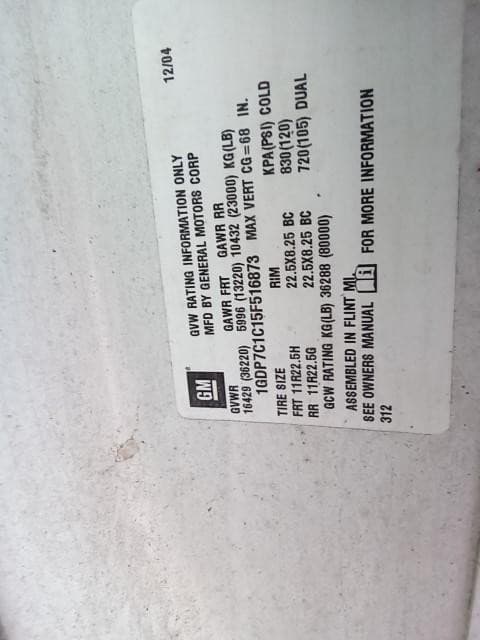 GVW RATING INFORMATION ONLY 12/04
GM® MFD BY GENERAL MOTORS CORP
GVWR GAWR FRT GAWR RR
16429 (36220) 5996 (13220) 10432 (23000) KG(LB)
1GDP7C1C15F516873 MAX VERT CG=68 IN.
TIRE SIZE RIM KPA(PSI) COLD
FRT 11R22.5H 22.5X8.25 BC 830(120)
RR 11R22.5G 22.5X8.25 BC 720(105) DUAL
GCW RATING KG(LB) 36288 (80000)
ASSEMBLED IN FLINT MI,
SEE OWNERS MANUAL FOR MORE INFORMATION
312